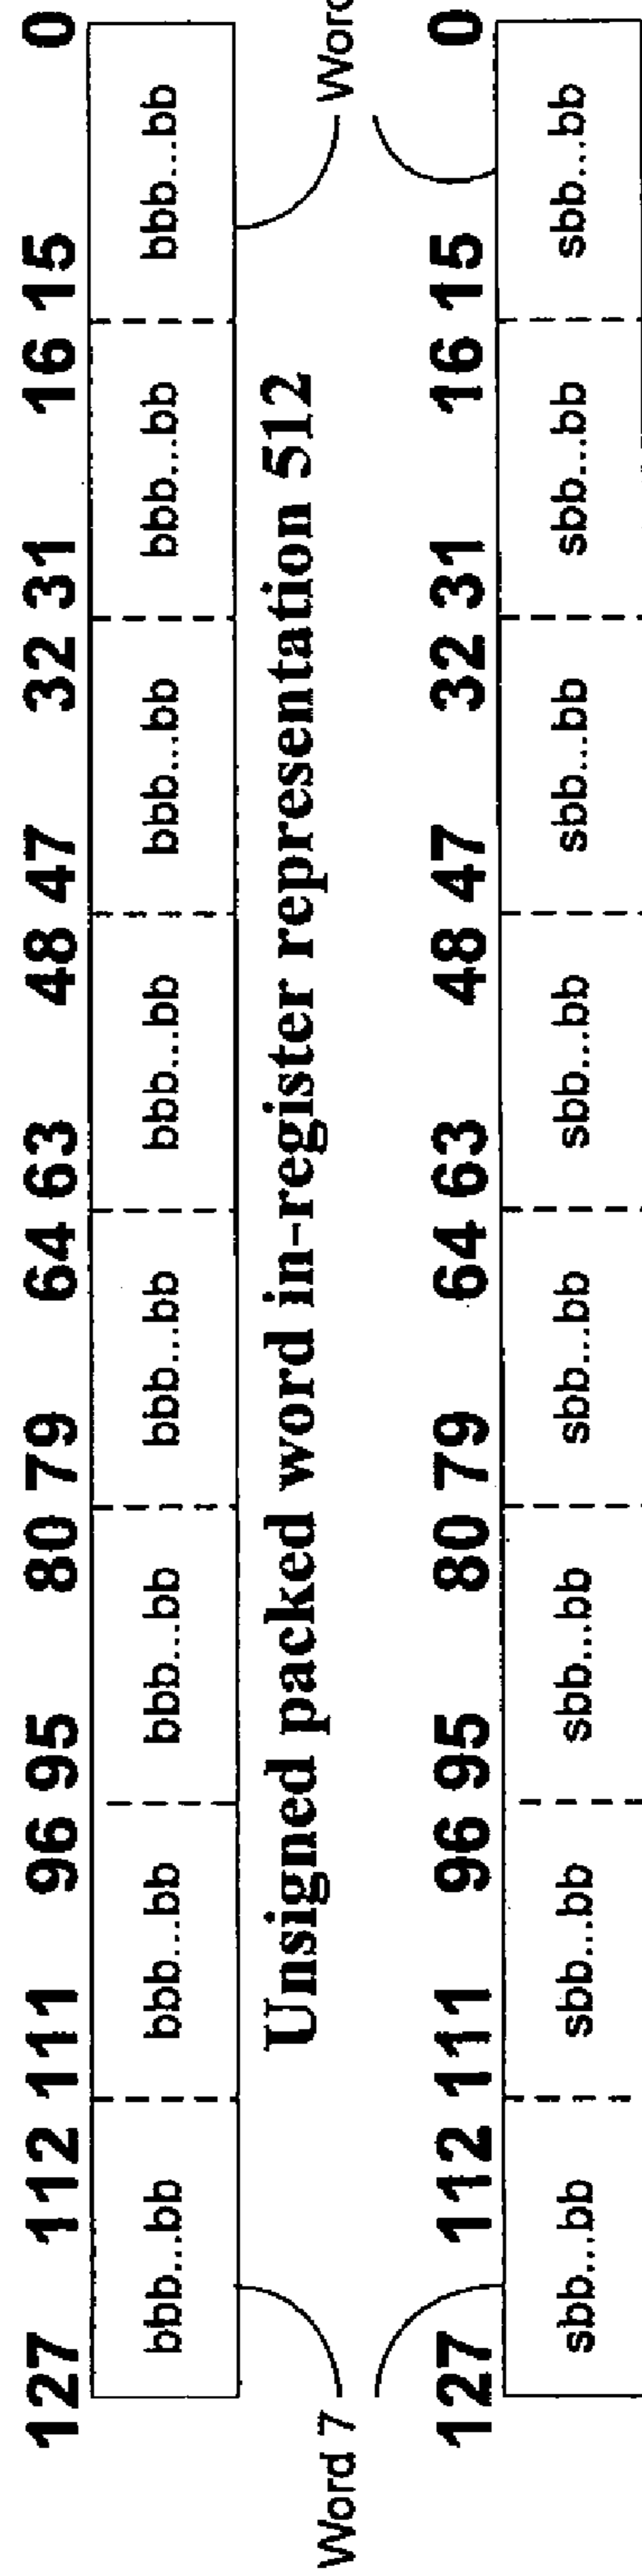 127 112 111 96 95 80 79 64 63 48 47 32 31 16 15 0
bbb...bb bbb...bb bbb...bb bbb...bb bbb...bb bbb...bb bbb...bb bbb...bb
Unsigned packed word in-register representation 512
Word 7 Word
127 112 111 96 95 80 79 64 63 48 47 32 31 16 15 0
sbb...bb sbb...bb sbb...bb sbb...bb sbb...bb sbb...bb sbb...bb sbb...bb